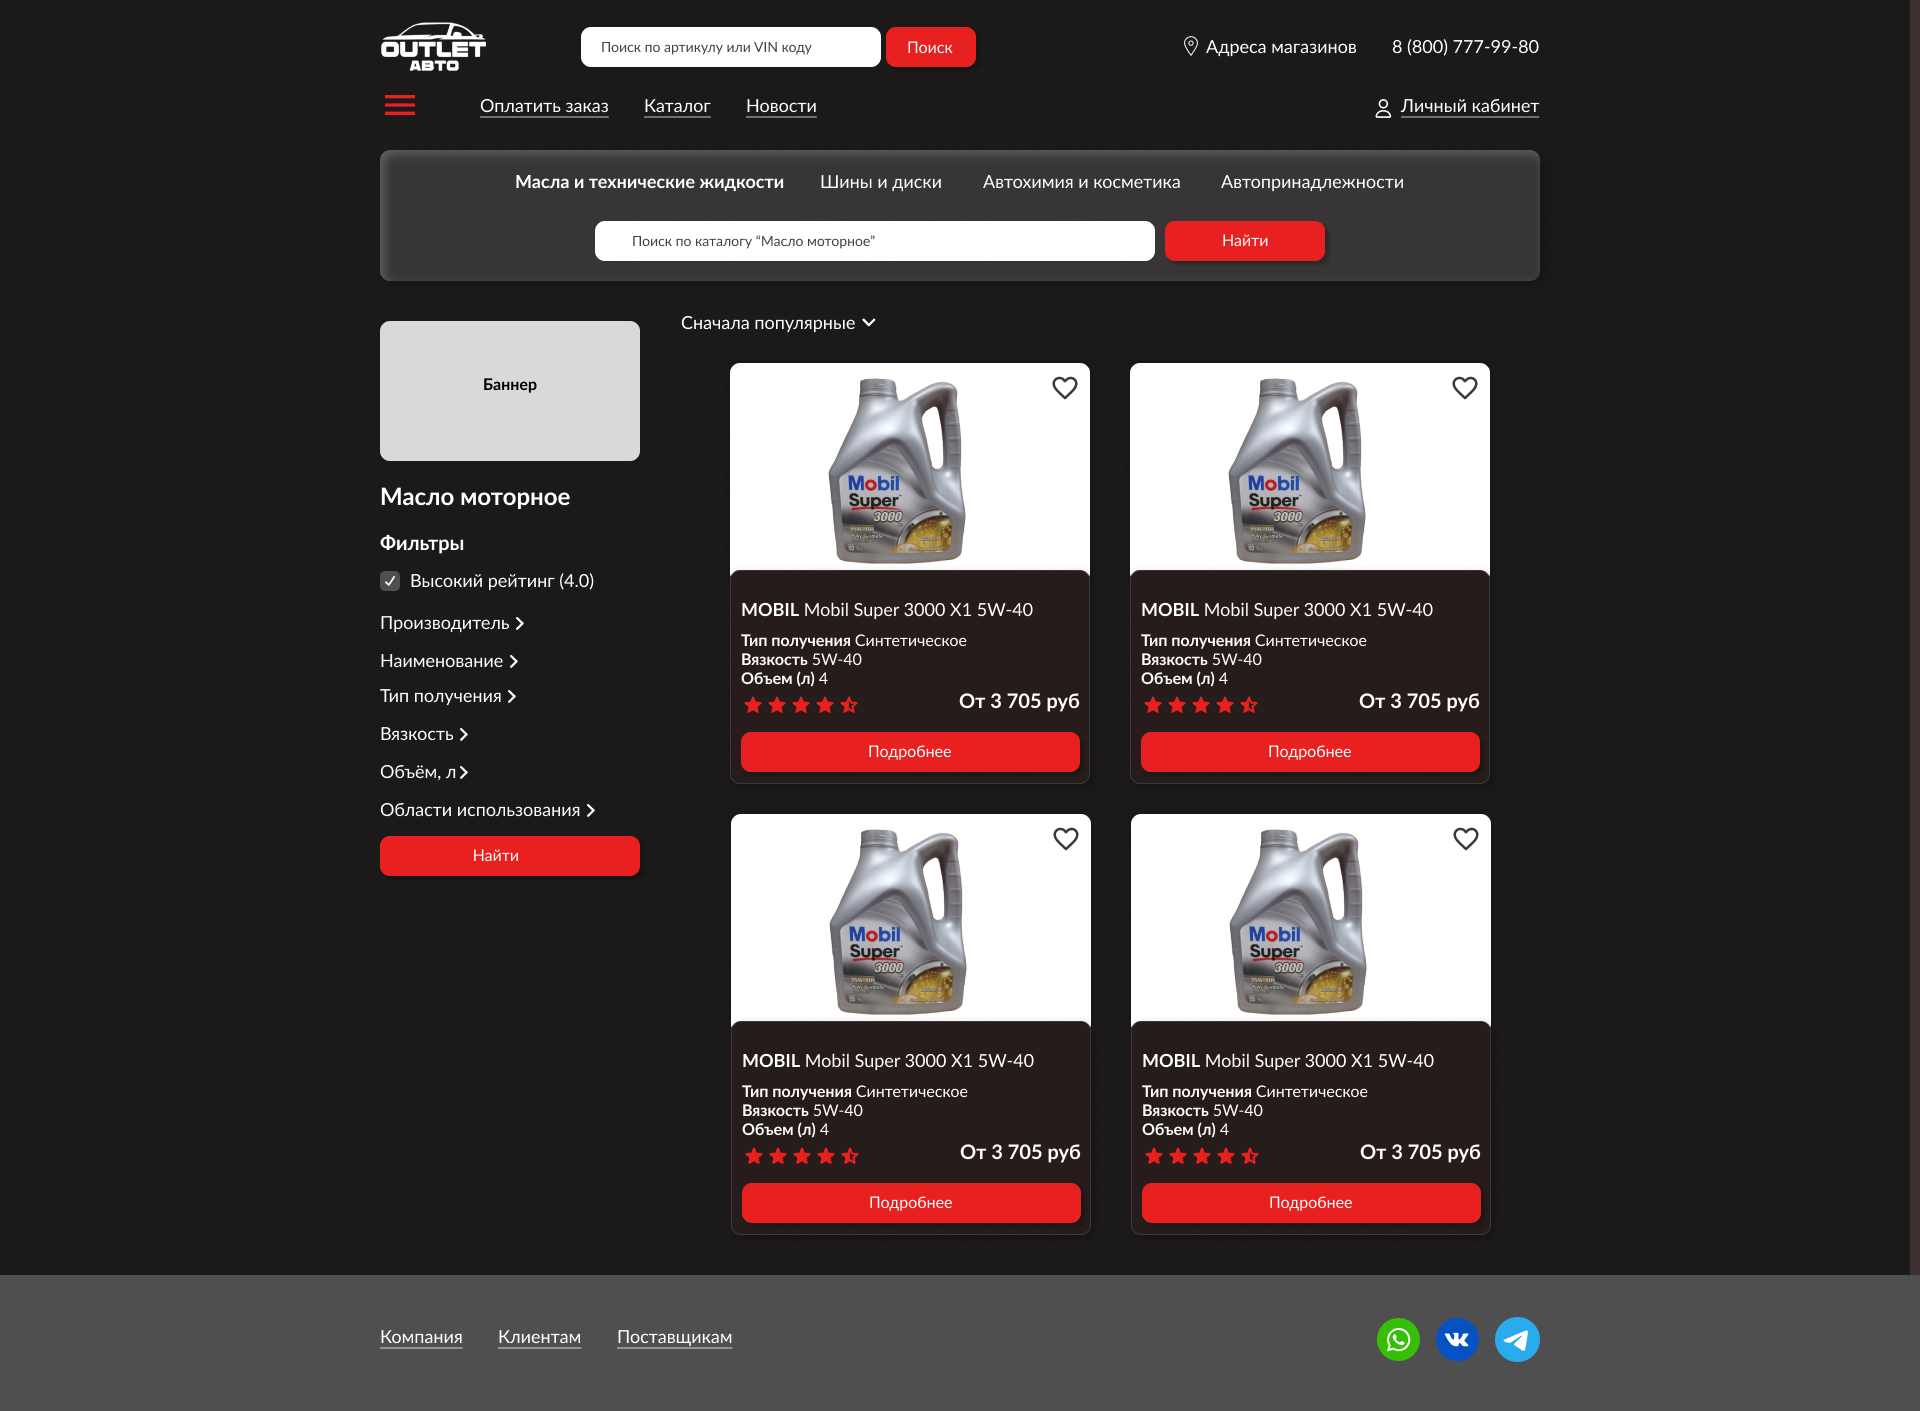 OUTLET
АВТО
Поиск по артикулу или VIN коду
Поиск
Адреса магазинов
8 (800) 777-99-80
Оплатить заказ
Каталог
Новости
Личный кабинет
Масла и технические жидкости
Шины и диски
Автохимия и косметика
Автопринадлежности
Поиск по каталогу “Масло моторное”
Найти
Баннер
Масло моторное
Фильтры
Высокий рейтинг (4.0)
Производитель
Наименование
Тип получения
Вязкость
Объём, л
Области использования
Найти
Сначала популярные
Mobil
Super
3000
MOBIL Mobil Super 3000 X1 5W-40
Тип получения Синтетическое
Вязкость 5W-40
Объем (л) 4
От 3 705 руб
Подробнее
Mobil
Super
3000
MOBIL Mobil Super 3000 X1 5W-40
Тип получения Синтетическое
Вязкость 5W-40
Объем (л) 4
От 3 705 руб
Подробнее
Mobil
Super
3000
MOBIL Mobil Super 3000 X1 5W-40
Тип получения Синтетическое
Вязкость 5W-40
Объем (л) 4
От 3 705 руб
Подробнее
Mobil
Super
3000
MOBIL Mobil Super 3000 X1 5W-40
Тип получения Синтетическое
Вязкость 5W-40
Объем (л) 4
От 3 705 руб
Подробнее
Компания
Клиентам
Поставщикам